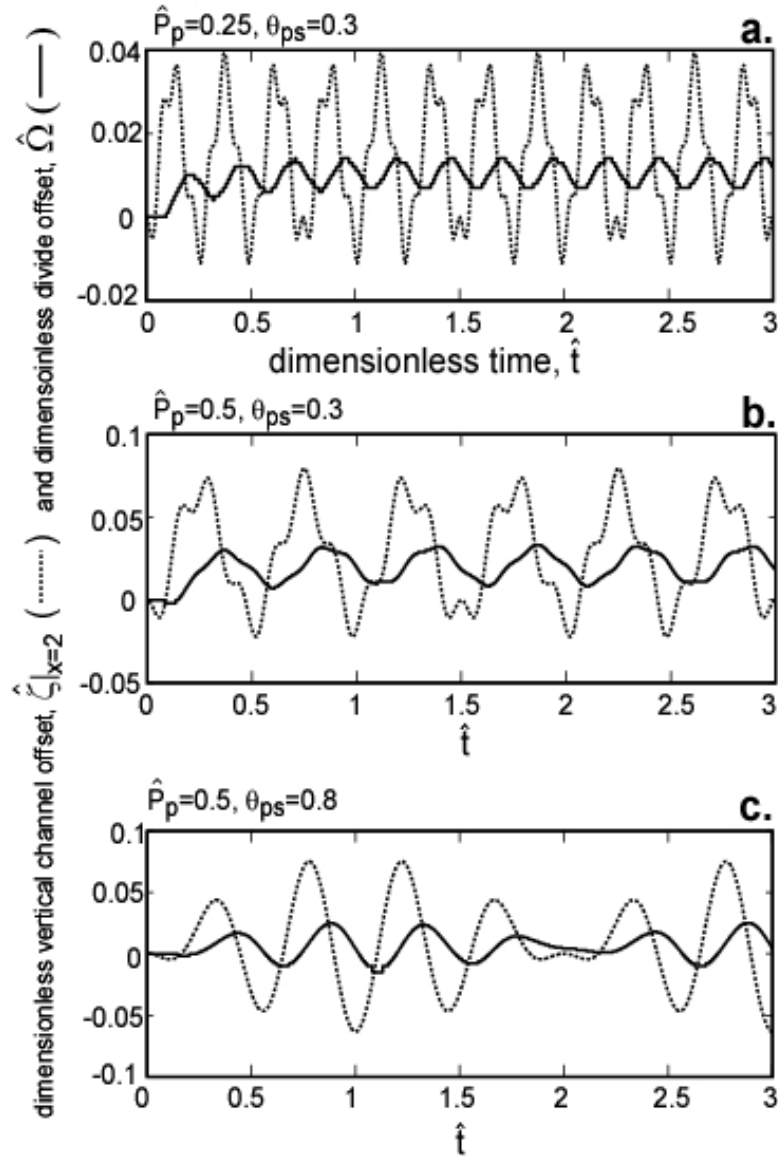 P̂p=0.25, θps=0.3
a.
0.04
0.02
0
-0.02
0 0.5 1 1.5 2 2.5 3
dimensionless time, t̂
P̂p=0.5, θps=0.3
b.
0.1
0.05
0
-0.05
0 0.5 1 1.5 2 2.5 3
t̂
P̂p=0.5, θps=0.8
c.
0.1
0.05
0
-0.05
-0.1
0 0.5 1 1.5 2 2.5 3
t̂
dimensionless vertical channel offset, ζ̂|x=2 ( ) and dimensoinless divide offset, Ω̂ ( )